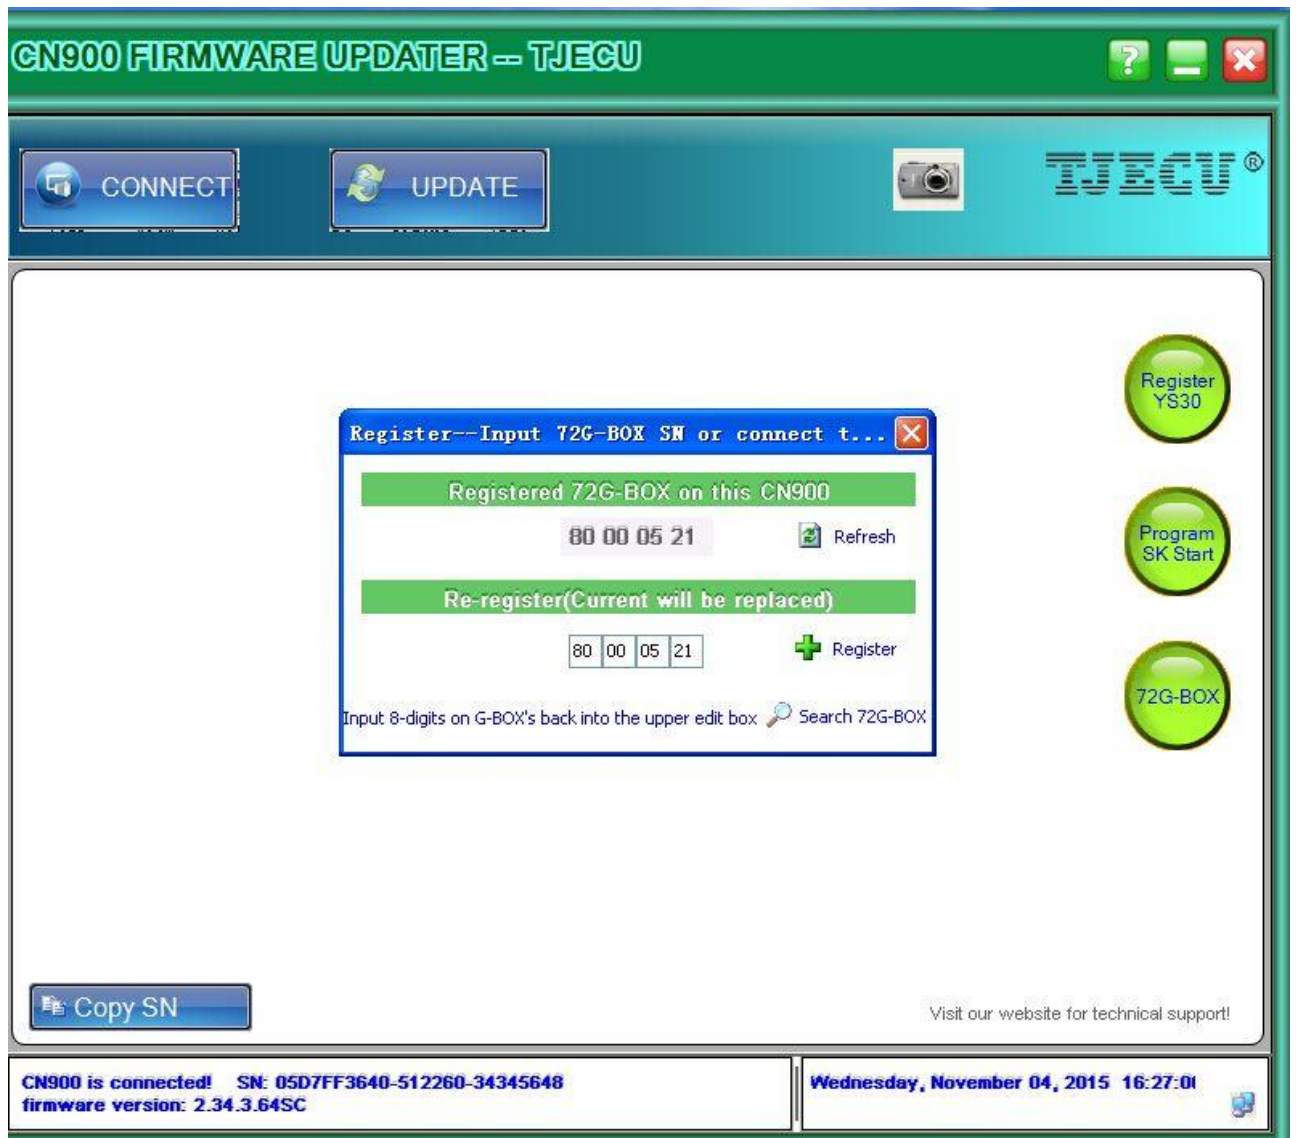 CN900 FIRMWARE UPDATER -- TJECU
?
CONNECT
UPDATE
TJECU®
Register
YS30
Register--Input 72G-BOX SN or connect t...
Registered 72G-BOX on this CN900
80 00 05 21
Refresh
Program
SK Start
Re-register(Current will be replaced)
80 00 05 21
Register
72G-BOX
Input 8-digits on G-BOX's back into the upper edit box
Search 72G-BOX
Copy SN
Visit our website for technical support!
CN900 is connected! SN: 05D7FF3640-512260-34345648
firmware version: 2.34.3.64SC
Wednesday, November 04, 2015